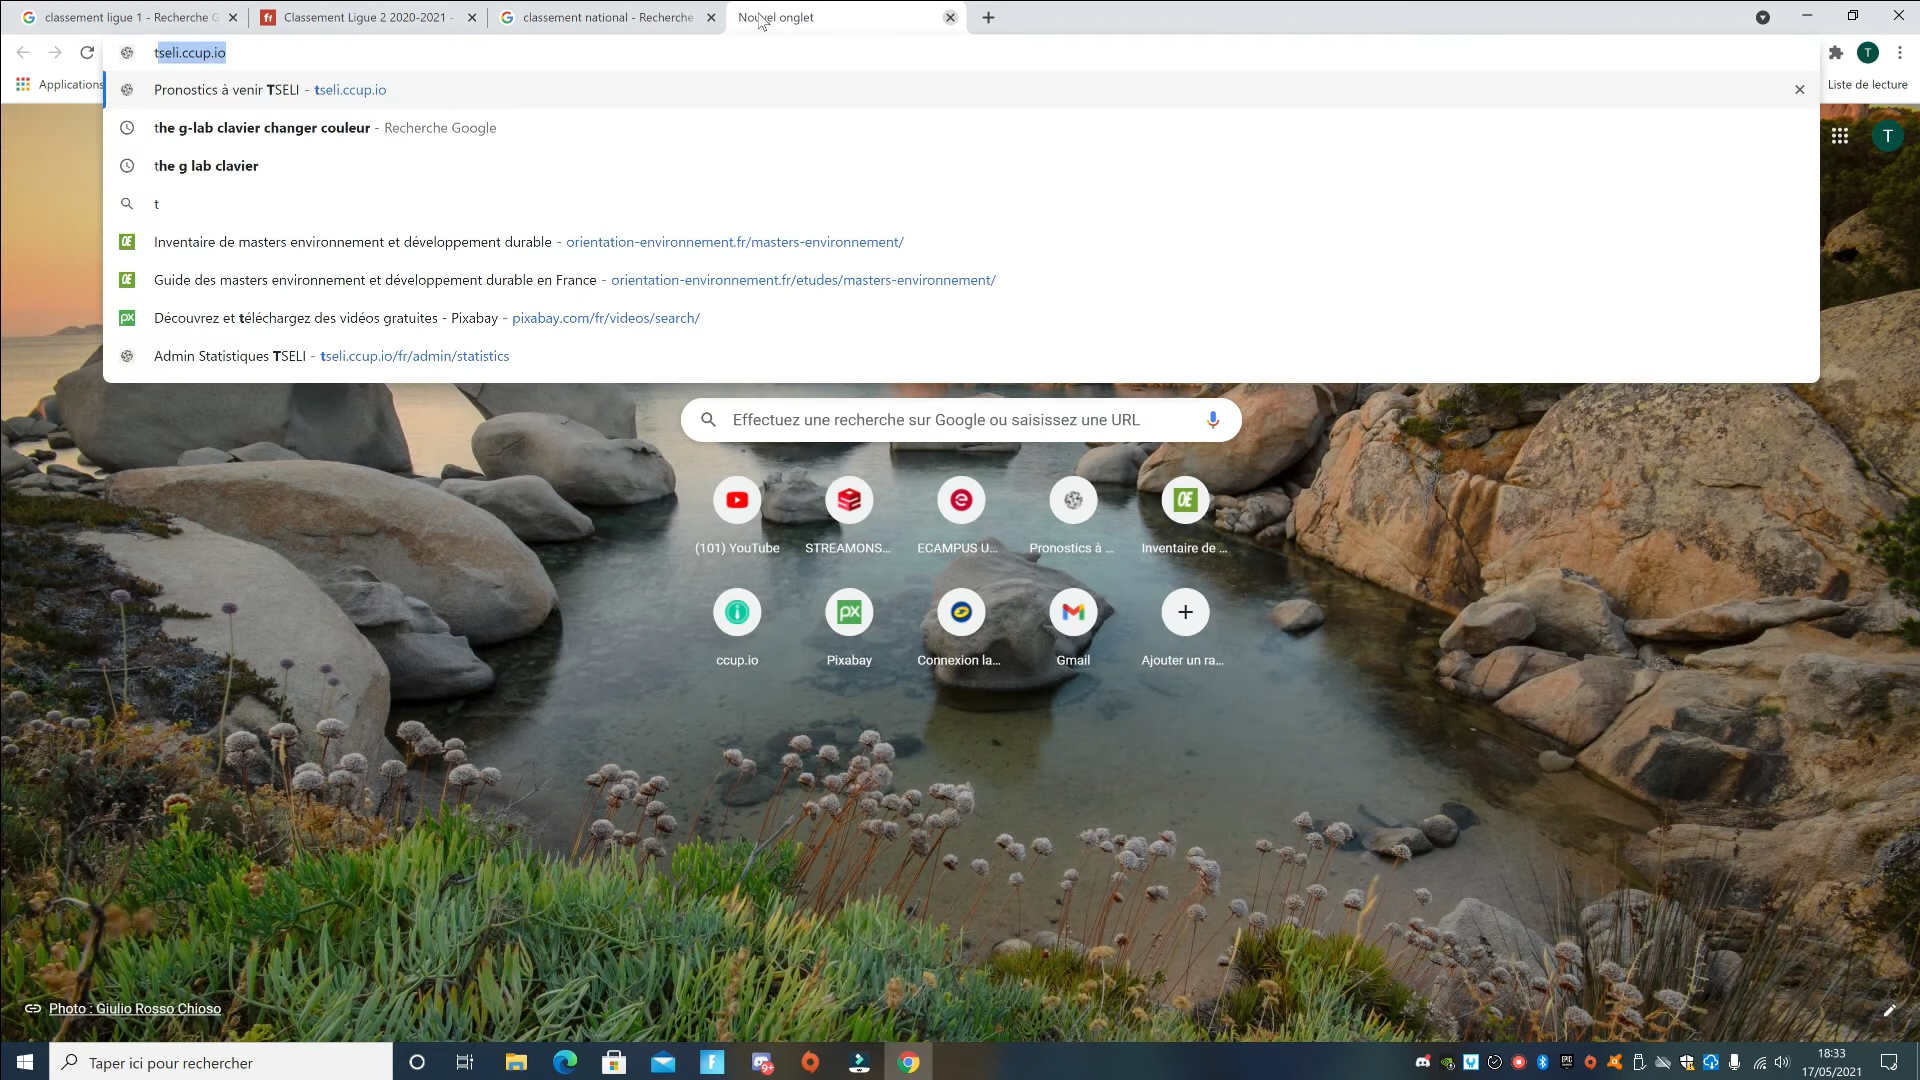 classement ligue 1 - Recherche G
Classement Ligue 2 2020-2021 -
classement national - Recherche
Nouvel onglet
tseli.ccup.io
T
Applications
Liste de lecture
Pronostics à venir TSELI - tseli.ccup.io
the g-lab clavier changer couleur - Recherche Google
the g lab clavier
t
Inventaire de masters environnement et développement durable - orientation-environnement.fr/masters-environnement/
Guide des masters environnement et développement durable en France - orientation-environnement.fr/etudes/masters-environnement/
Découvrez et téléchargez des vidéos gratuites - Pixabay - pixabay.com/fr/videos/search/
Admin Statistiques TSELI - tseli.ccup.io/fr/admin/statistics
T
Effectuez une recherche sur Google ou saisissez une URL
(101) YouTube
STREAMONS...
ECAMPUS U...
Pronostics à ...
Inventaire de ...
ccup.io
Pixabay
Connexion la...
Gmail
Ajouter un ra...
Photo : Giulio Rosso Chioso
Taper ici pour rechercher
18:33
17/05/2021